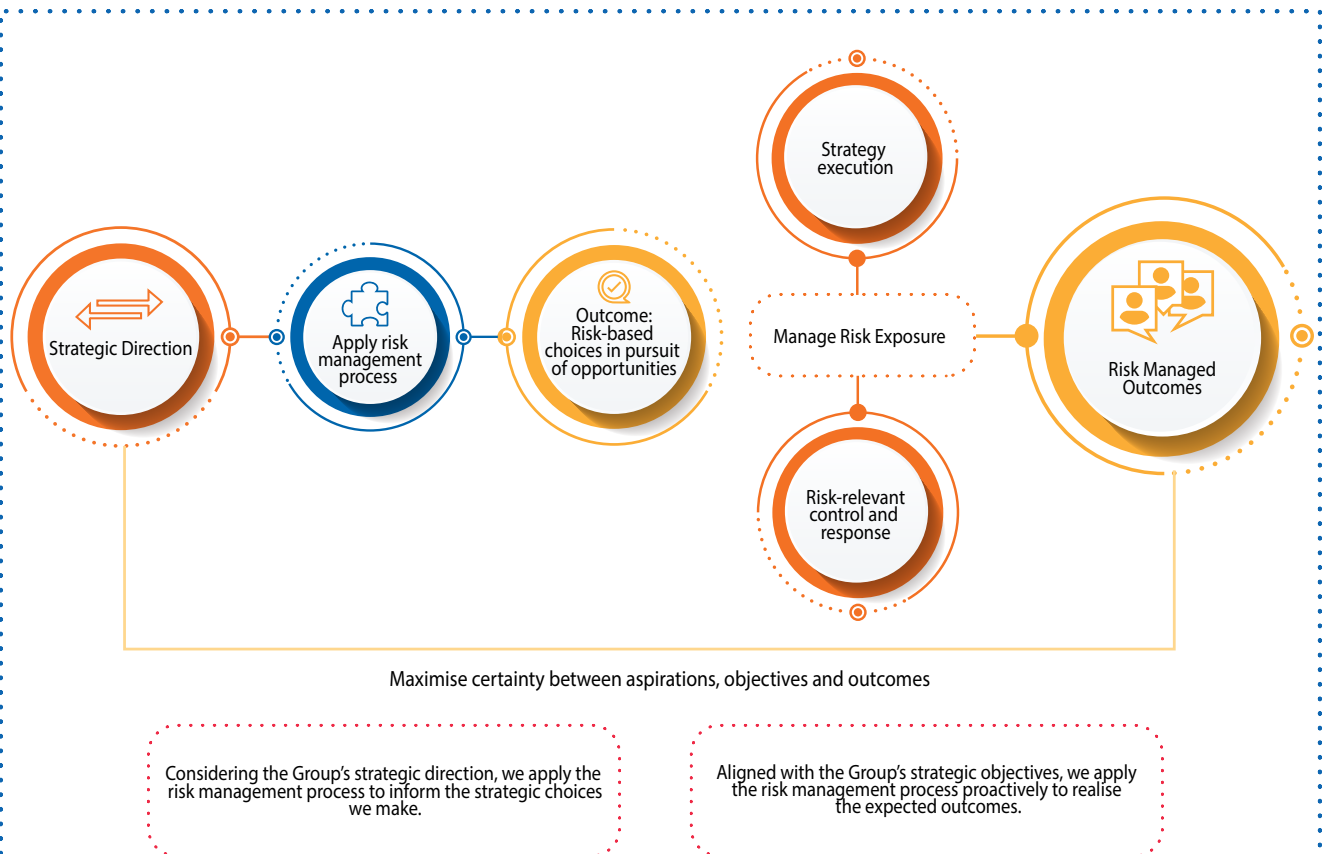 Strategic Direction
Apply risk
management
process
Outcome:
Risk-based
choices in pursuit
of opportunities
Strategy
execution
Manage Risk Exposure
Risk-relevant
control and
response
Risk Managed
Outcomes
Maximise certainty between aspirations, objectives and outcomes
Considering the Group's strategic direction, we apply the
risk management process to inform the strategic choices
we make.
Aligned with the Group's strategic objectives, we apply
the risk management process proactively to realise
the expected outcomes.